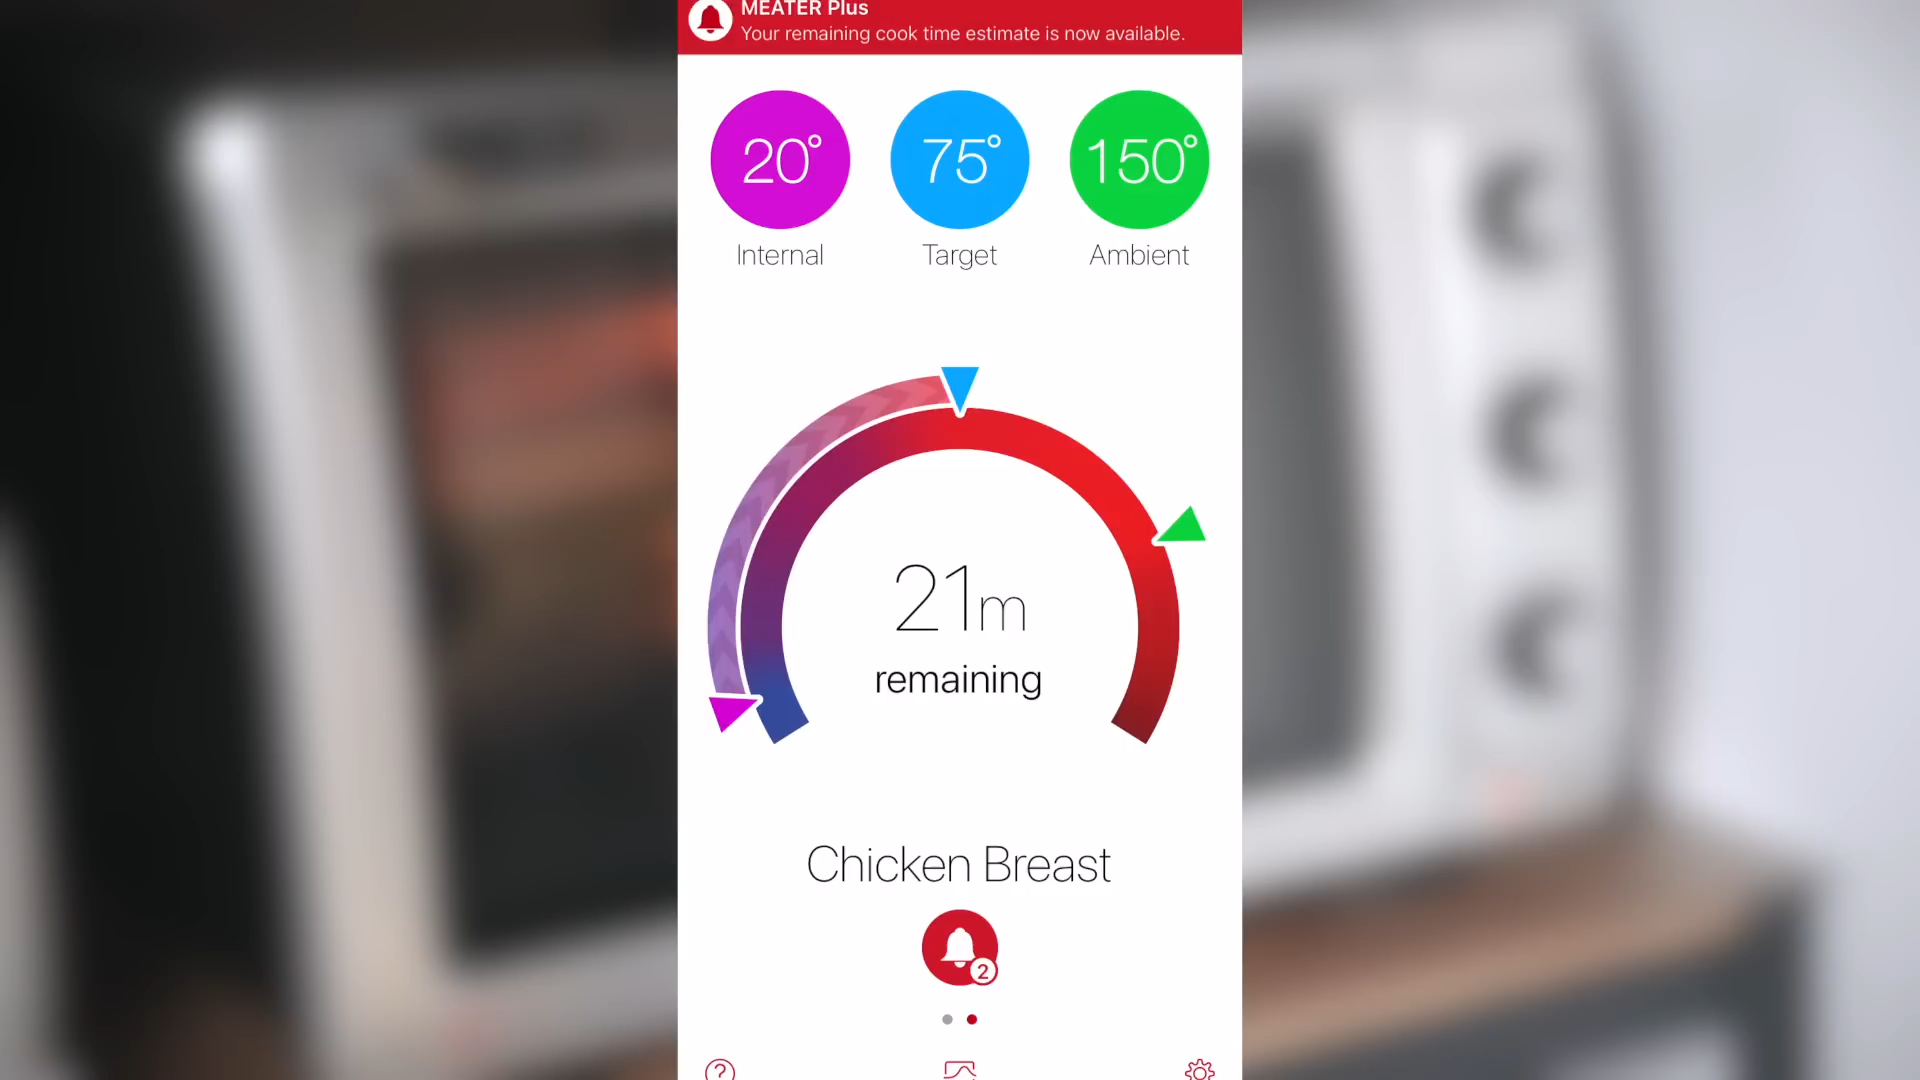 MEATER Plus
Your remaining cook time estimate is now available.
20° 75° 150°
Internal Target Ambient
21m
remaining
Chicken Breast
2
?